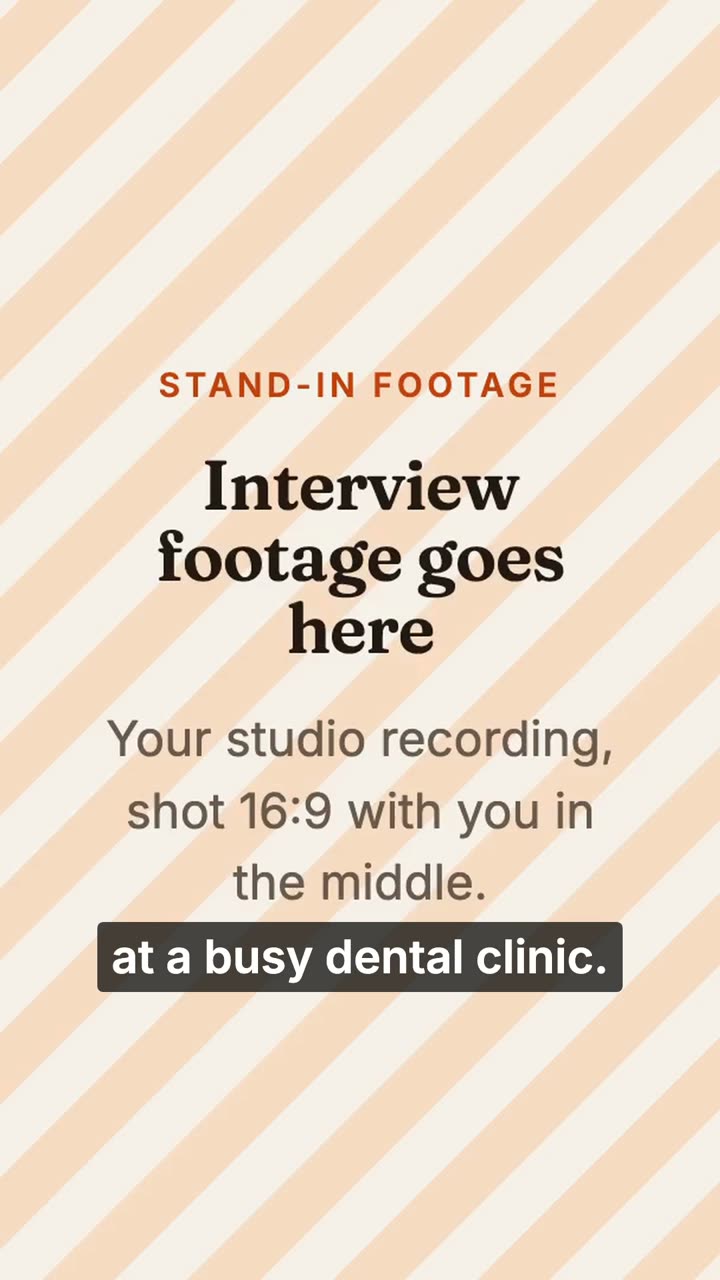 STAND-IN FOOTAGE
Interview
footage goes
here
Your studio recording,
shot 16:9 with you in
the middle.
at a busy dental clinic.